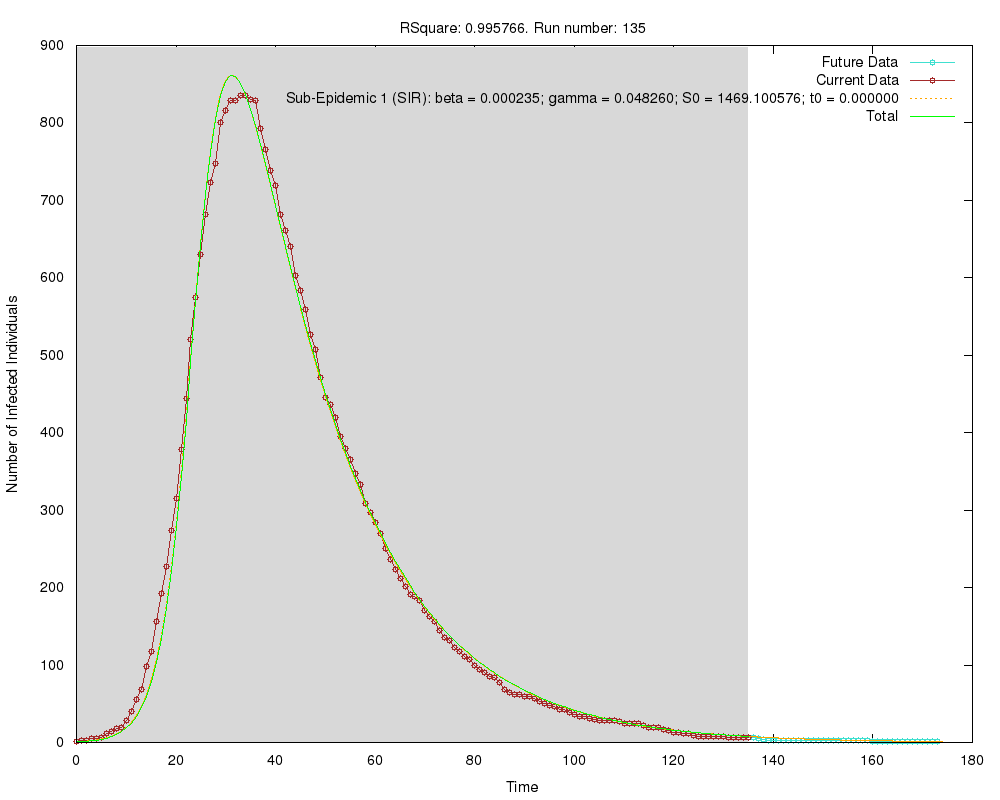 RSquare: 0.995766. Run number: 135
900
800
700
600
500
400
300
200
100
0
Number of Infected Individuals
Future Data
Current Data
Sub-Epidemic 1 (SIR): beta = 0.000235; gamma = 0.048260; S0 = 1469.100576; t0 = 0.000000
Total
0 20 40 60 80 100 120 140 160 180
Time